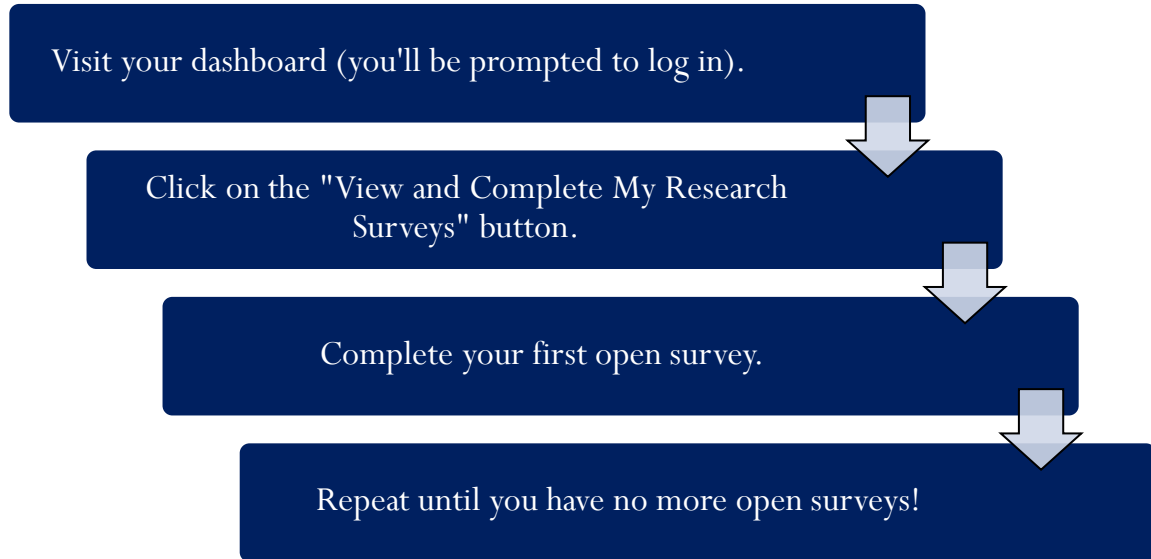 Visit your dashboard (you'll be prompted to log in).
Click on the "View and Complete My Research
Surveys" button.
Complete your first open survey.
Repeat until you have no more open surveys!